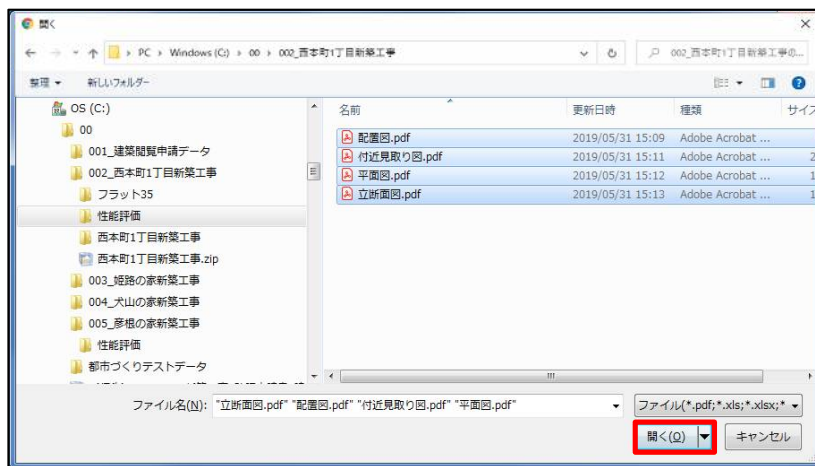 開く
PC › Windows (C:) › 00 › 002_西本町1丁目新築工事
002_西本町1丁目新築工事の...
整理 ▾ 新しいフォルダー
OS (C:)
00
001_建築閲覧申請データ
002_西本町1丁目新築工事
フラット35
性能評価
西本町1丁目新築工事
西本町1丁目新築工事.zip
003_姫路の家新築工事
004_犬山の家新築工事
005_彦根の家新築工事
性能評価
都市づくりテストデータ
名前 更新日時 種類 サイズ
配置図.pdf 2019/05/31 15:09 Adobe Acrobat ...
付近見取り図.pdf 2019/05/31 15:11 Adobe Acrobat ... 2
平面図.pdf 2019/05/31 15:12 Adobe Acrobat ... 1
立断面図.pdf 2019/05/31 15:13 Adobe Acrobat ... 1
ファイル名(N): "立断面図.pdf" "配置図.pdf" "付近見取り図.pdf" "平面図.pdf"
ファイル(*.pdf;*.xls;*.xlsx;*
開く(O) キャンセル